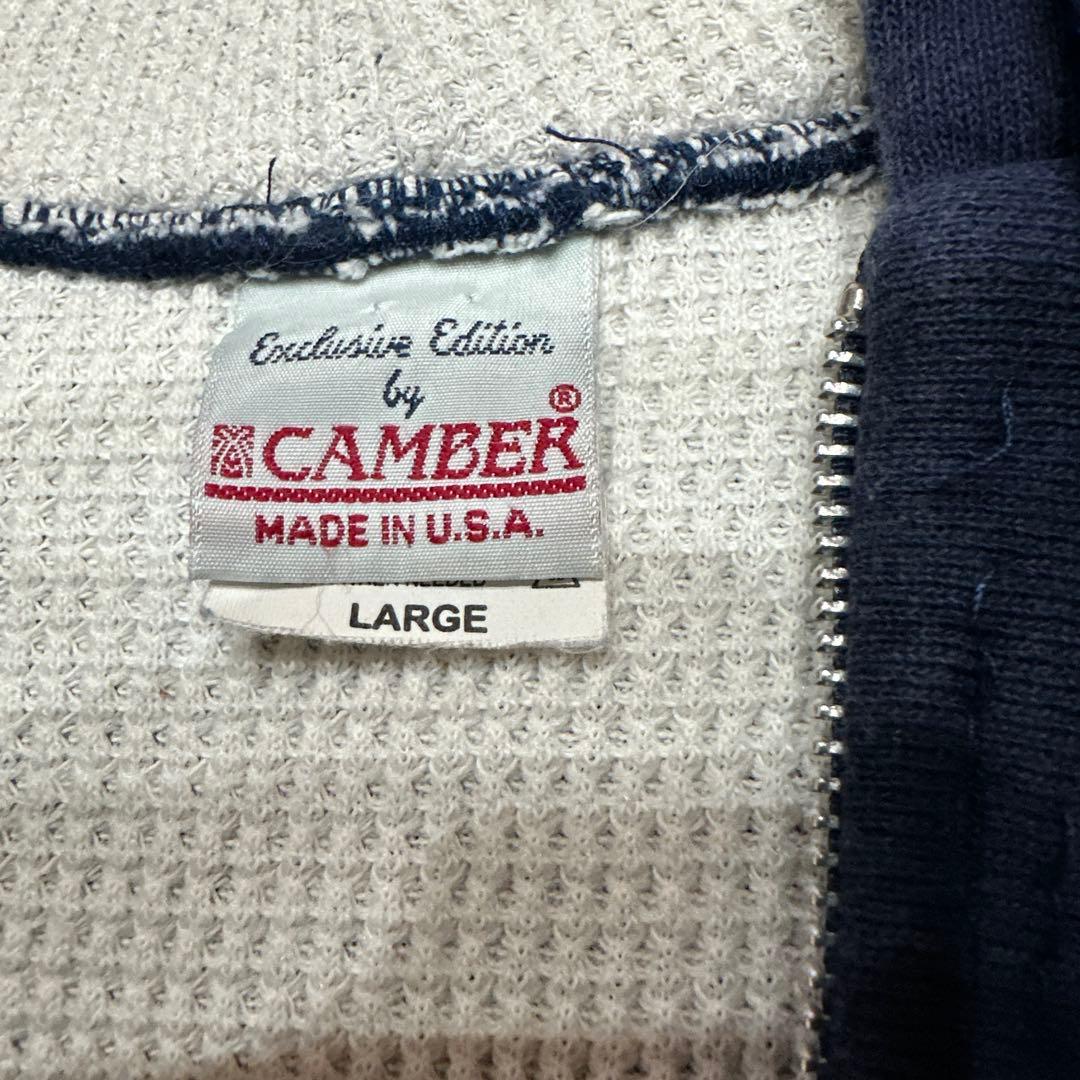 Exclusive Edition
by
CAMBER®
MADE IN U.S.A.
LARGE